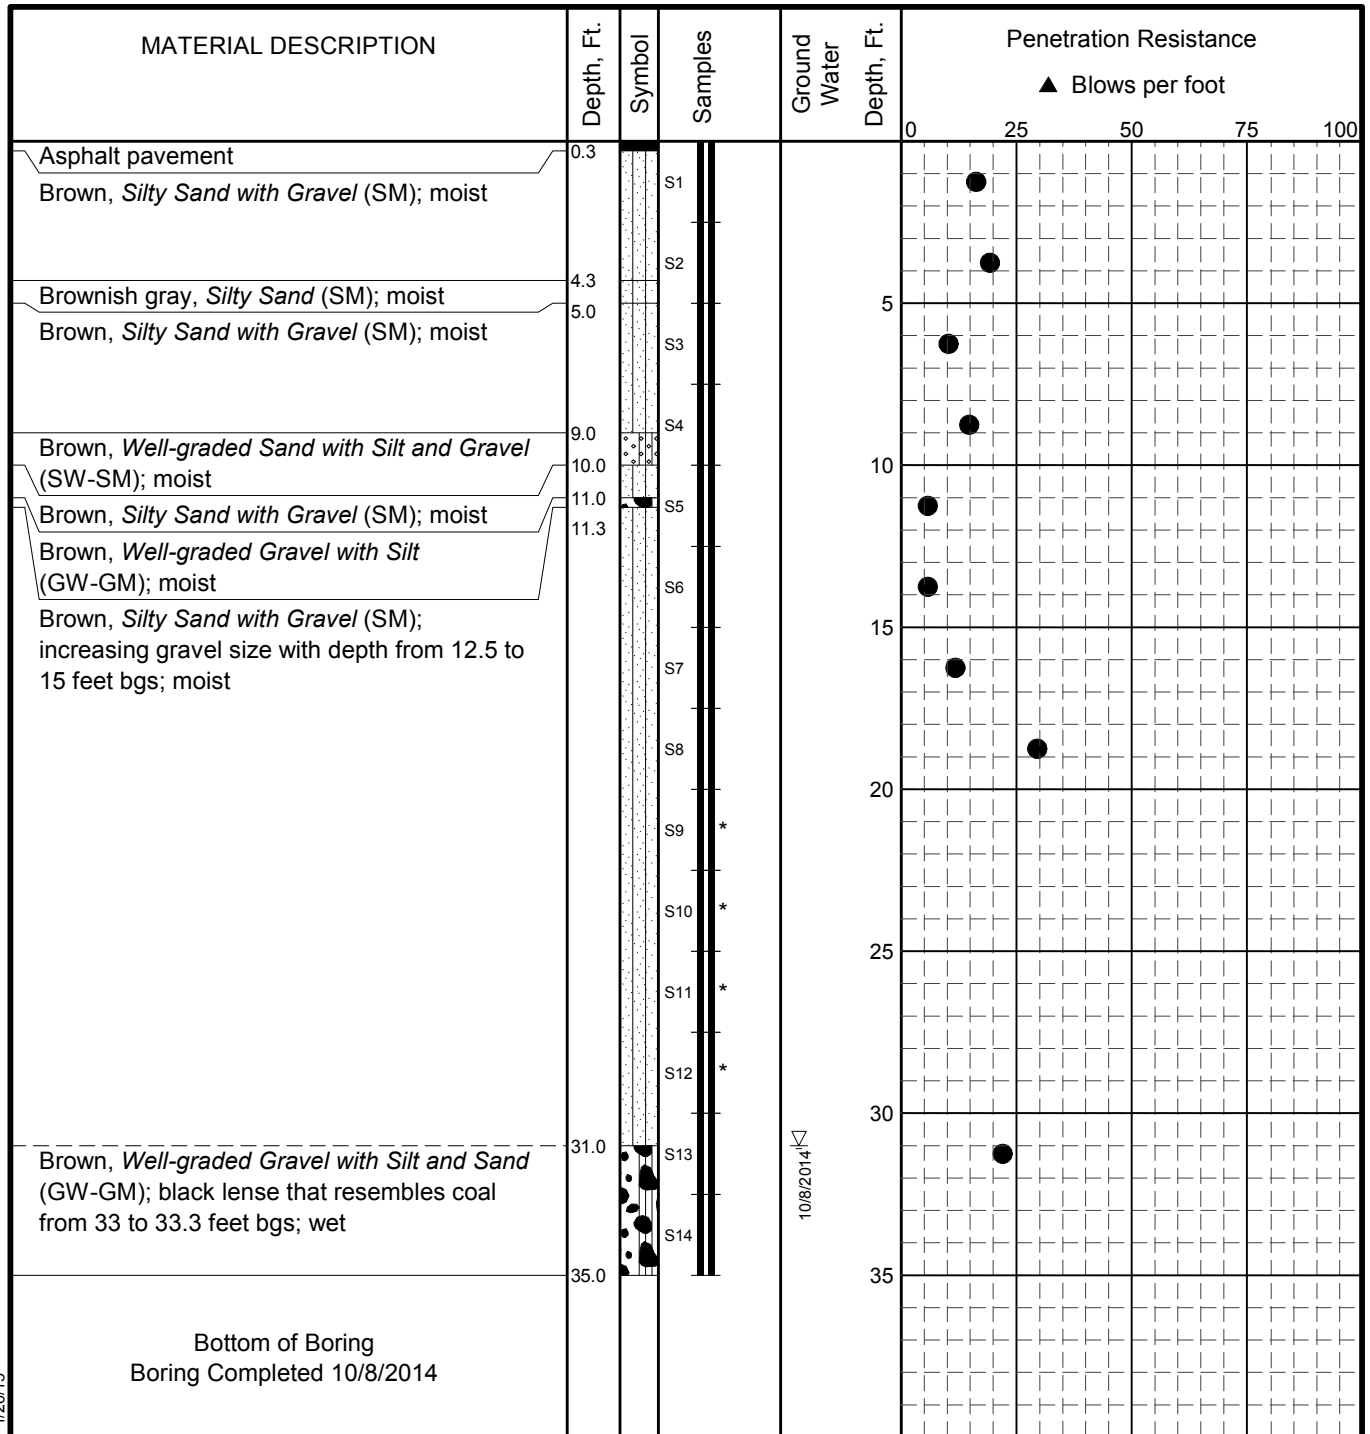 MATERIAL DESCRIPTION
Depth, Ft.
Symbol
Samples
Ground
Water
Depth, Ft.
Penetration Resistance
▲ Blows per foot
0 25 50 75 100
Asphalt pavement
0.3
Brown, Silty Sand with Gravel (SM); moist
S1
S2
4.3
Brownish gray, Silty Sand (SM); moist
5.0
5
Brown, Silty Sand with Gravel (SM); moist
S3
S4
9.0
Brown, Well-graded Sand with Silt and Gravel
(SW-SM); moist
10.0
10
11.0
S5
Brown, Silty Sand with Gravel (SM); moist
11.3
Brown, Well-graded Gravel with Silt
(GW-GM); moist
S6
Brown, Silty Sand with Gravel (SM);
increasing gravel size with depth from 12.5 to
15 feet bgs; moist
15
S7
S8
20
S9 *
S10 *
25
S11 *
S12 *
30
31.0
Brown, Well-graded Gravel with Silt and Sand
(GW-GM); black lense that resembles coal
from 33 to 33.3 feet bgs; wet
S13
10/8/2014
S14
35.0
35
Bottom of Boring
Boring Completed 10/8/2014